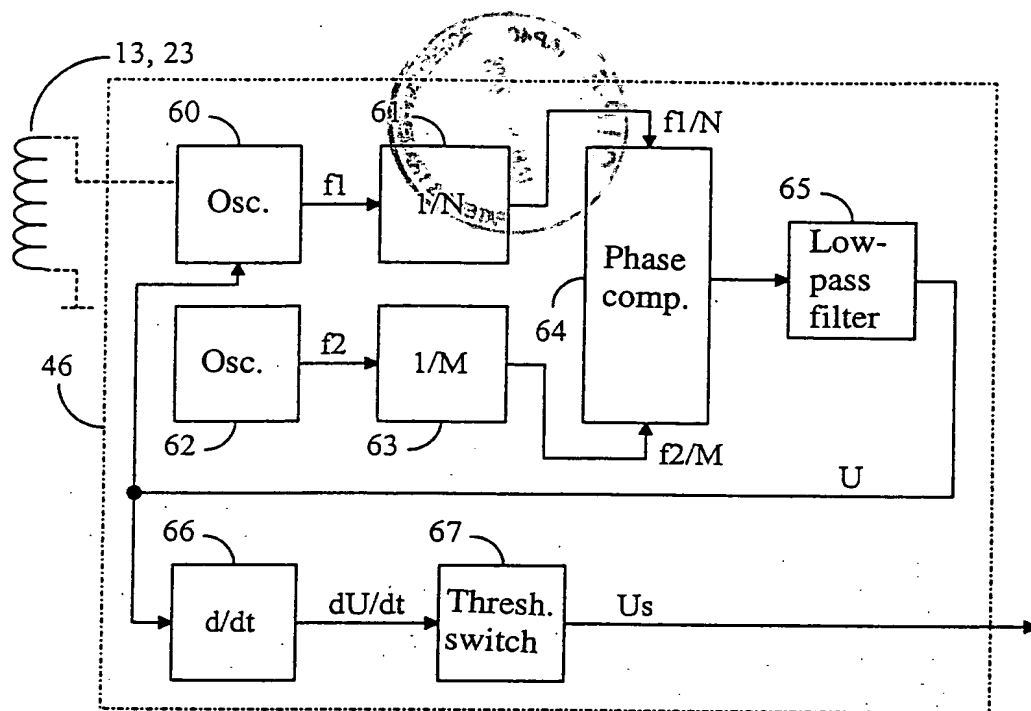 13, 23
60
61
f1/N
Osc.
f1
1/N
65
Low-
pass
filter
Phase
comp.
64
46
Osc.
f2
1/M
62
63
f2/M
U
66
67
d/dt
dU/dt
Thresh.
switch
Us